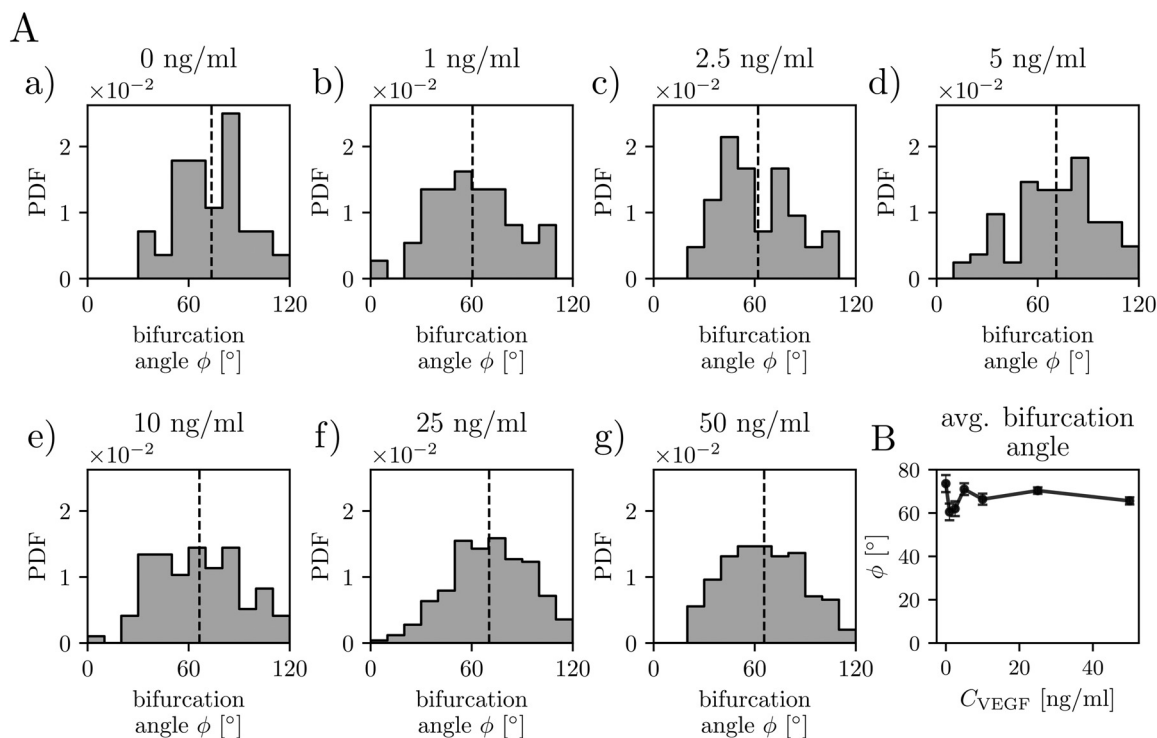 A
a)
0 ng/ml
×10⁻²
PDF
2
1
0
0
60
120
bifurcation
angle ϕ [°]
b)
1 ng/ml
×10⁻²
PDF
2
1
0
0
60
120
bifurcation
angle ϕ [°]
c)
2.5 ng/ml
×10⁻²
PDF
2
1
0
0
60
120
bifurcation
angle ϕ [°]
d)
5 ng/ml
×10⁻²
PDF
2
1
0
0
60
120
bifurcation
angle ϕ [°]
e)
10 ng/ml
×10⁻²
PDF
2
1
0
0
60
120
bifurcation
angle ϕ [°]
f)
25 ng/ml
×10⁻²
PDF
2
1
0
0
60
120
bifurcation
angle ϕ [°]
g)
50 ng/ml
×10⁻²
PDF
2
1
0
0
60
120
bifurcation
angle ϕ [°]
B
avg. bifurcation
angle
ϕ [°]
80
60
40
20
0
0
20
40
C_VEGF [ng/ml]